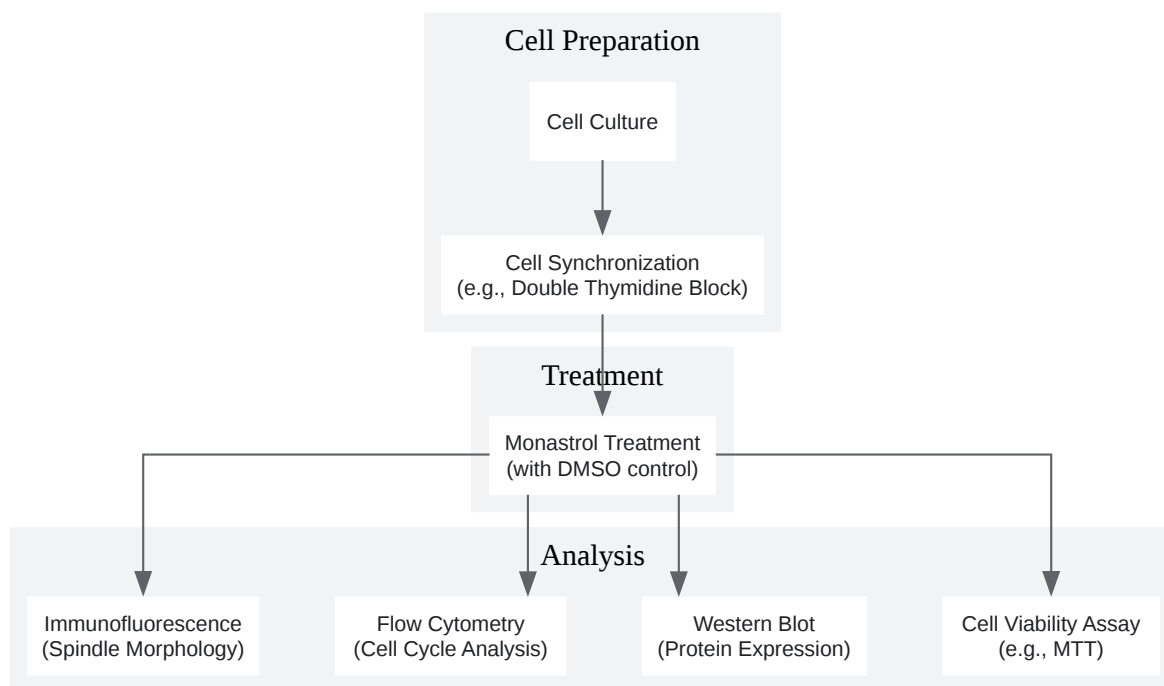 Cell Preparation
Cell Culture
Cell Synchronization
(e.g., Double Thymidine Block)
Treatment
Monastrol Treatment
(with DMSO control)
Analysis
Immunofluorescence
(Spindle Morphology)
Flow Cytometry
(Cell Cycle Analysis)
Western Blot
(Protein Expression)
Cell Viability Assay
(e.g., MTT)